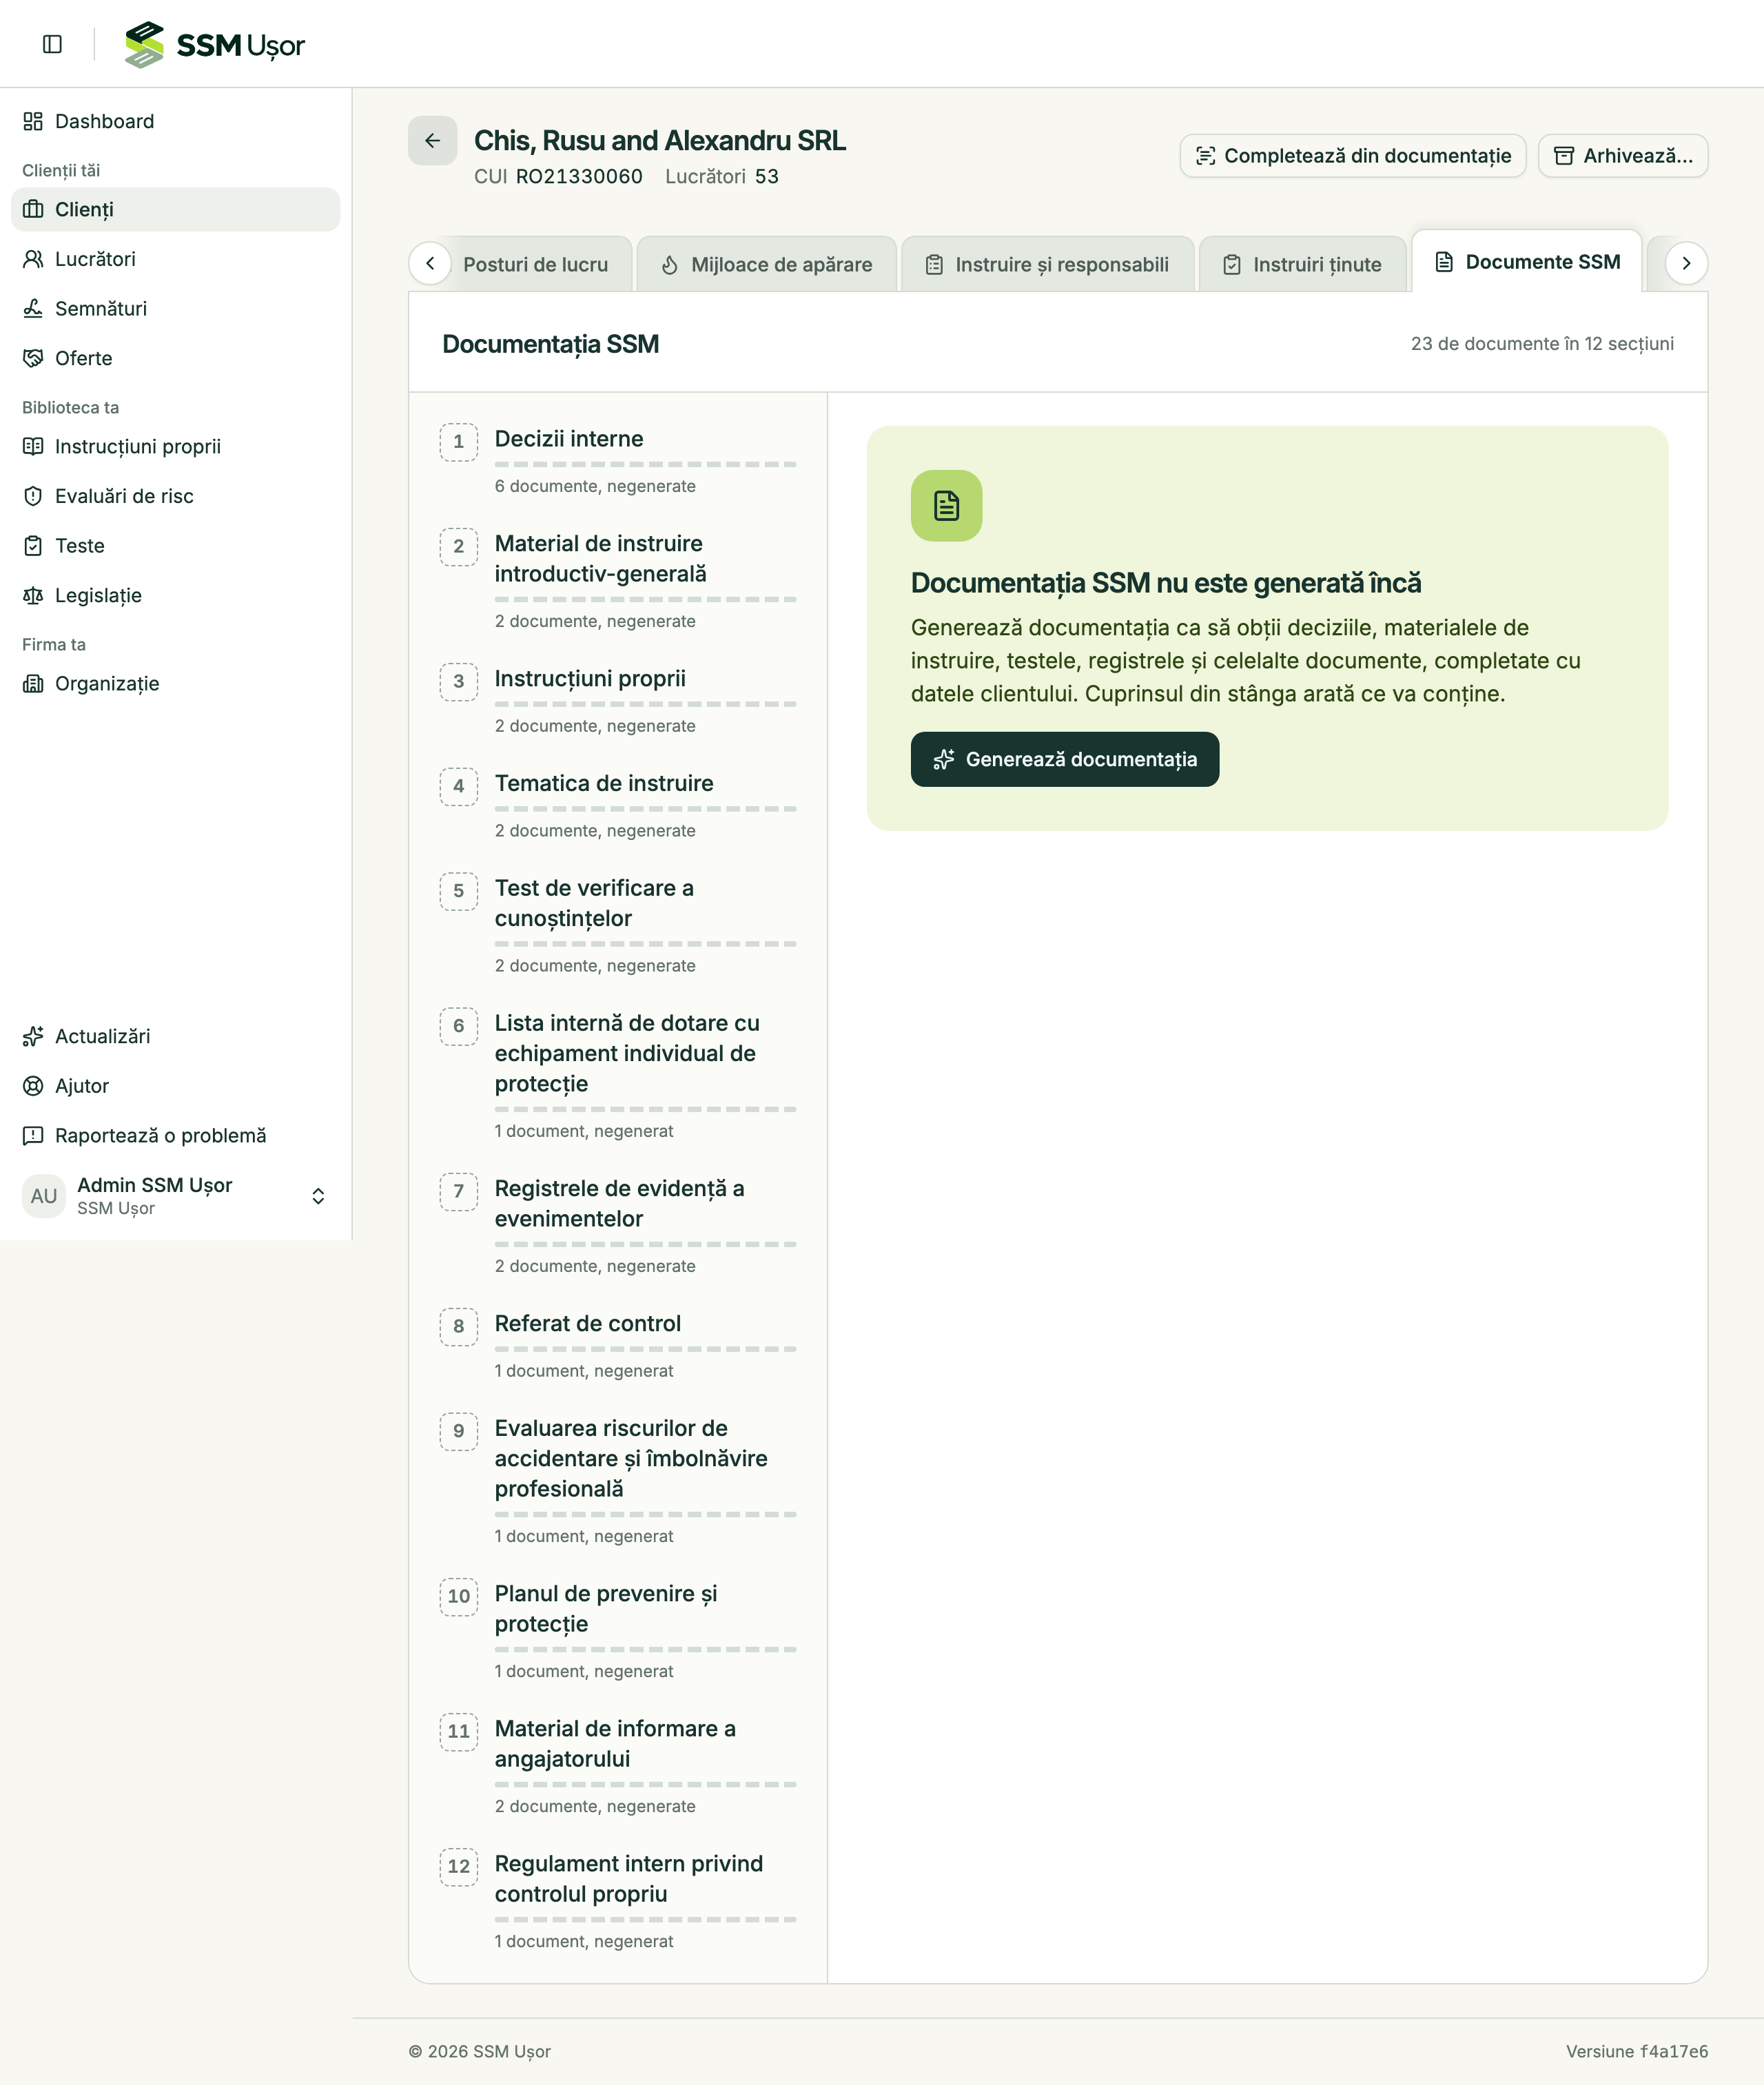 SSM Ușor
Dashboard
Clienții tăi
Clienți
Lucrători
Semnături
Oferte
Biblioteca ta
Instrucțiuni proprii
Evaluări de risc
Teste
Legislație
Firma ta
Organizație
Actualizări
Ajutor
Raportează o problemă
AU
Admin SSM Ușor
SSM Ușor
Chis, Rusu and Alexandru SRL
CUI RO21330060 Lucrători 53
Completează din documentație
Arhivează...
Posturi de lucru
Mijloace de apărare
Instruire și responsabili
Instruiri ținute
Documente SSM
Documentația SSM
23 de documente în 12 secțiuni
1
Decizii interne
6 documente, negenerate
2
Material de instruire
introductiv-generală
2 documente, negenerate
3
Instrucțiuni proprii
2 documente, negenerate
4
Tematica de instruire
2 documente, negenerate
5
Test de verificare a
cunoștințelor
2 documente, negenerate
6
Lista internă de dotare cu
echipament individual de
protecție
1 document, negenerat
7
Registrele de evidență a
evenimentelor
2 documente, negenerate
8
Referat de control
1 document, negenerat
9
Evaluarea riscurilor de
accidentare și îmbolnăvire
profesională
1 document, negenerat
10
Planul de prevenire și
protecție
1 document, negenerat
11
Material de informare a
angajatorului
2 documente, negenerate
12
Regulament intern privind
controlul propriu
1 document, negenerat
Documentația SSM nu este generată încă
Generează documentația ca să obții deciziile, materialele de
instruire, testele, registrele și celelalte documente, completate cu
datele clientului. Cuprinsul din stânga arată ce va conține.
Generează documentația
© 2026 SSM Ușor
Versiune f4a17e6